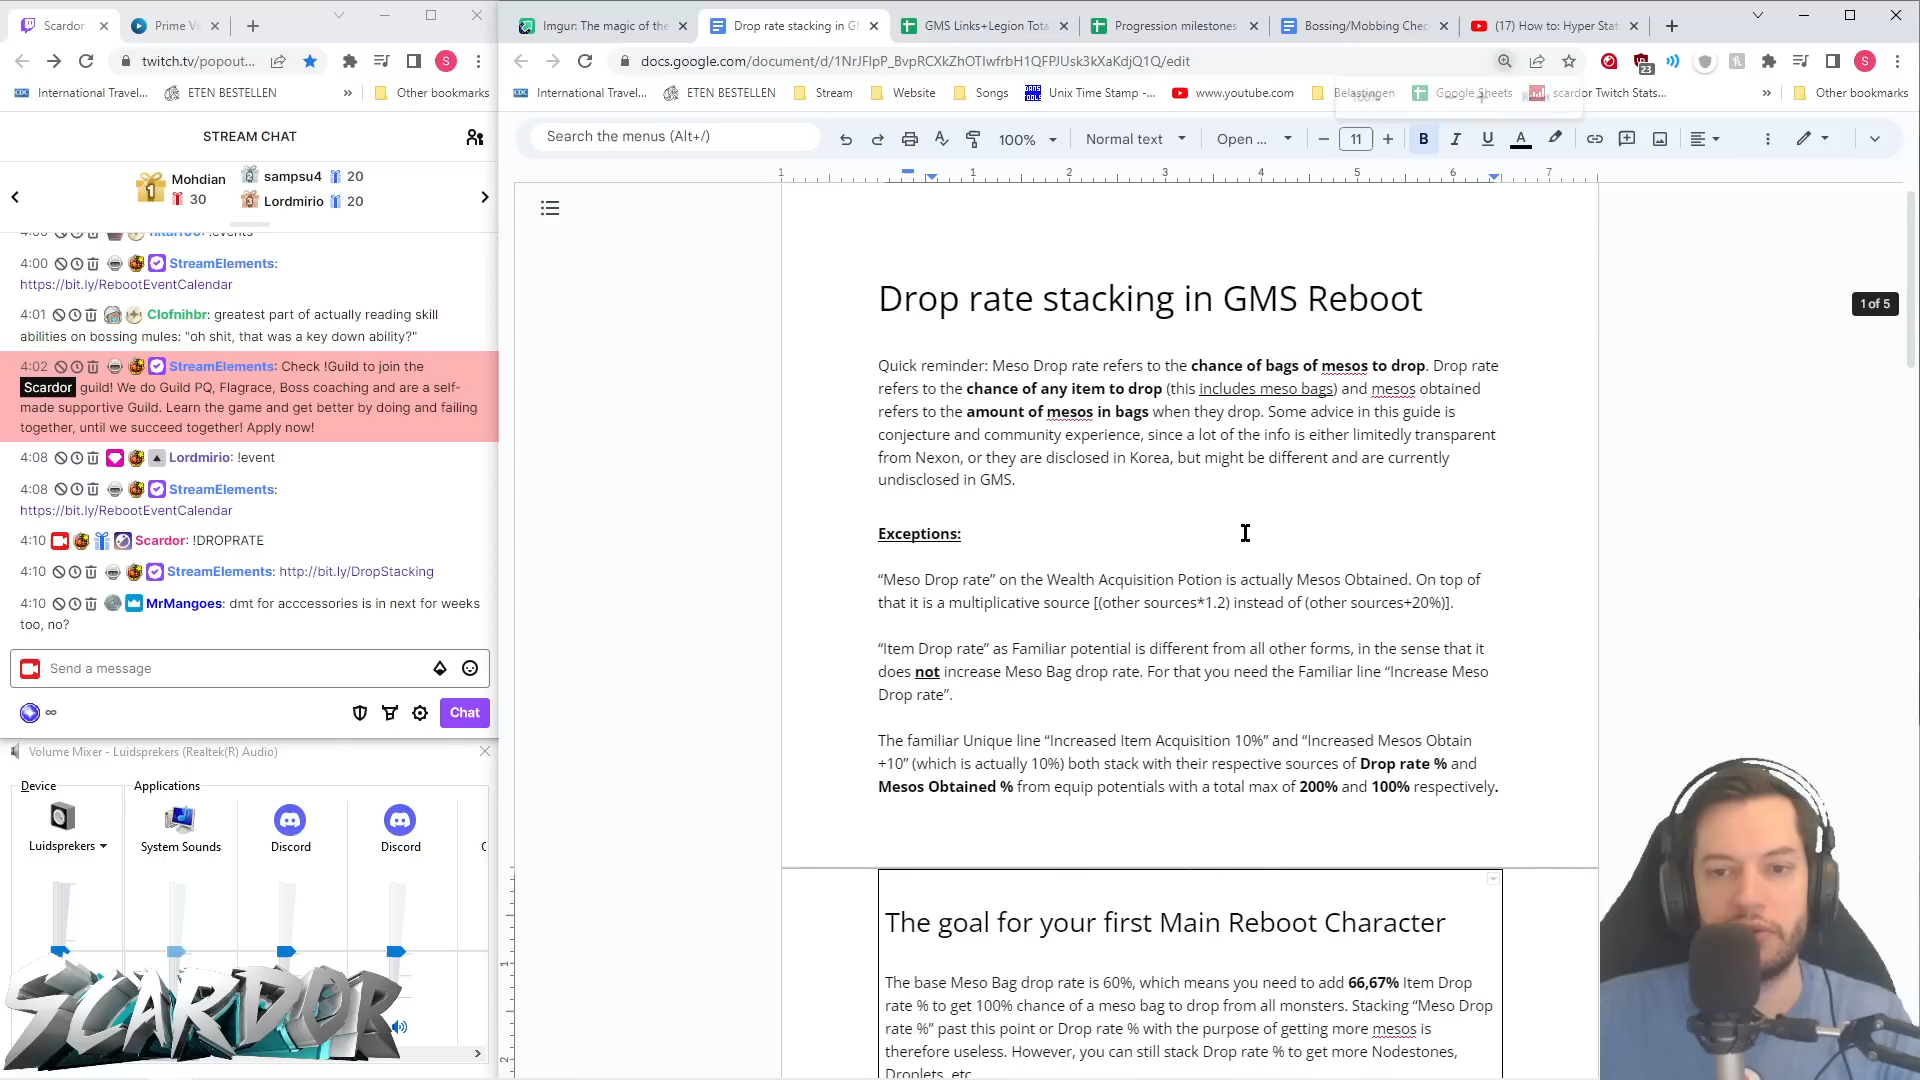 Scardor
Prime Vi
Imgur: The magic of the
Drop rate stacking in GM
GMS Links+Legion Tota
Progression milestones
Bossing/Mobbing Chec
(17) How to: Hyper Stat
twitch.tv/popout...
docs.google.com/document/d/1NrJFIpP_BvpRCXkZhOTIwfrbH1QFPJUsk3kXaKdjQ1Q/edit
23
International Travel...
ETEN BESTELLEN
Other bookmarks
International Travel...
ETEN BESTELLEN
Stream
Website
Songs
Unix Time Stamp -...
www.youtube.com
Belastingen
Google Sheets
scardor Twitch Stats...
Other bookmarks
Search the menus (Alt+/)
100%
Normal text
Open ...
11
B
I
U
A
STREAM CHAT
1
Mohdian
30
2
sampsu4
20
3
Lordmirio
20
4:00 StreamElements:
https://bit.ly/RebootEventCalendar
4:01 Clofnihbr: greatest part of actually reading skill
abilities on bossing mules: "oh shit, that was a key down ability?"
4:02 StreamElements: Check !Guild to join the
Scardor guild! We do Guild PQ, Flagrace, Boss coaching and are a self-
made supportive Guild. Learn the game and get better by doing and failing
together, until we succeed together! Apply now!
4:08 Lordmirio: !event
4:08 StreamElements:
https://bit.ly/RebootEventCalendar
4:10 Scardor: !DROPRATE
4:10 StreamElements: http://bit.ly/DropStacking
4:10 MrMangoes: dmt for acccessories is in next for weeks
too, no?
Send a message
∞
Chat
Volume Mixer - Luidsprekers (Realtek(R) Audio)
Device
Applications
Luidsprekers
System Sounds
Discord
Discord
SCARDOR
1 1 2 3 4 5 6 7
1 of 5
Drop rate stacking in GMS Reboot
Quick reminder: Meso Drop rate refers to the chance of bags of mesos to drop. Drop rate
refers to the chance of any item to drop (this includes meso bags) and mesos obtained
refers to the amount of mesos in bags when they drop. Some advice in this guide is
conjecture and community experience, since a lot of the info is either limitedly transparent
from Nexon, or they are disclosed in Korea, but might be different and are currently
undisclosed in GMS.
Exceptions:
“Meso Drop rate” on the Wealth Acquisition Potion is actually Mesos Obtained. On top of
that it is a multiplicative source [(other sources*1.2) instead of (other sources+20%)].
“Item Drop rate” as Familiar potential is different from all other forms, in the sense that it
does not increase Meso Bag drop rate. For that you need the Familiar line “Increase Meso
Drop rate”.
The familiar Unique line “Increased Item Acquisition 10%” and “Increased Mesos Obtain
+10” (which is actually 10%) both stack with their respective sources of Drop rate % and
Mesos Obtained % from equip potentials with a total max of 200% and 100% respectively.
The goal for your first Main Reboot Character
The base Meso Bag drop rate is 60%, which means you need to add 66,67% Item Drop
rate % to get 100% chance of a meso bag to drop from all monsters. Stacking “Meso Drop
rate %” past this point or Drop rate % with the purpose of getting more mesos is
therefore useless. However, you can still stack Drop rate % to get more Nodestones,
Droplets, etc